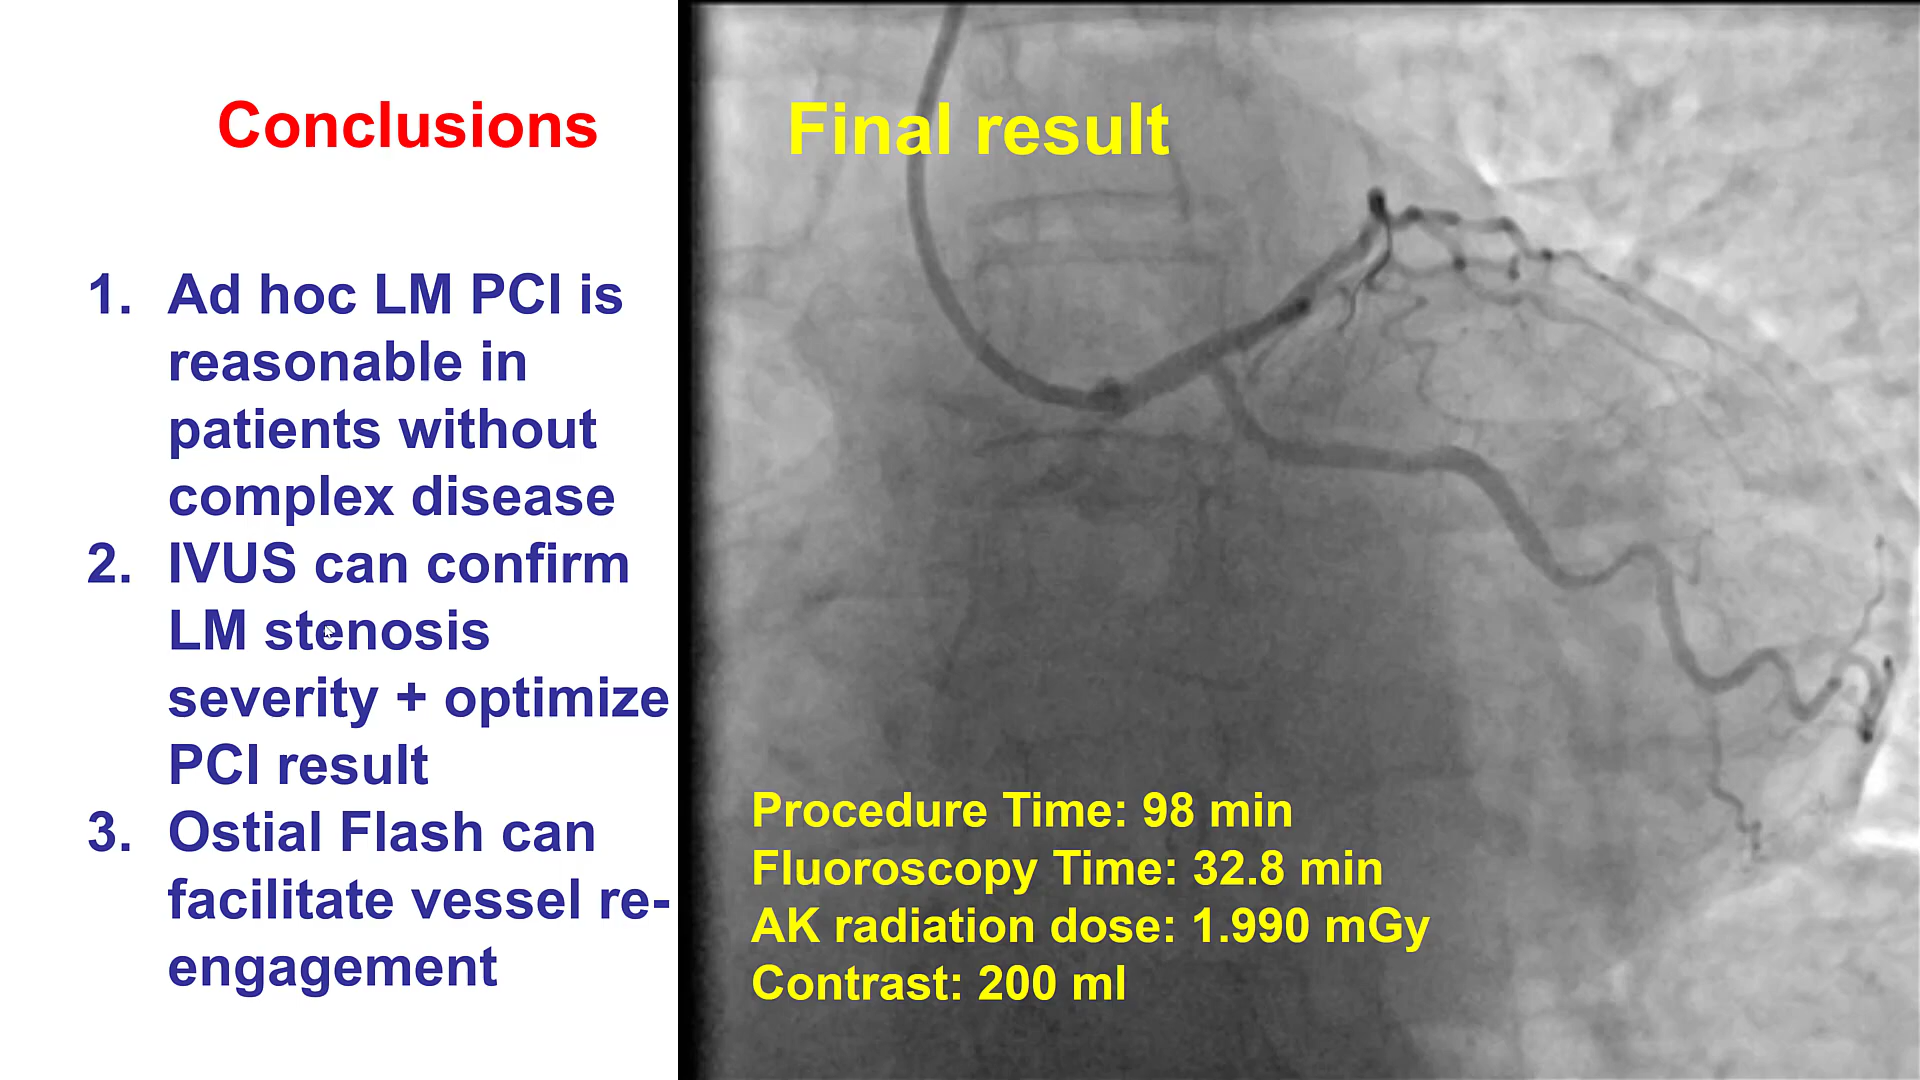 Conclusions
1. Ad hoc LM PCI is
reasonable in
patients without
complex disease
2. IVUS can confirm
LM stenosis
severity + optimize
PCI result
3. Ostial Flash can
facilitate vessel re-
engagement
Final result
Procedure Time: 98 min
Fluoroscopy Time: 32.8 min
AK radiation dose: 1.990 mGy
Contrast: 200 ml